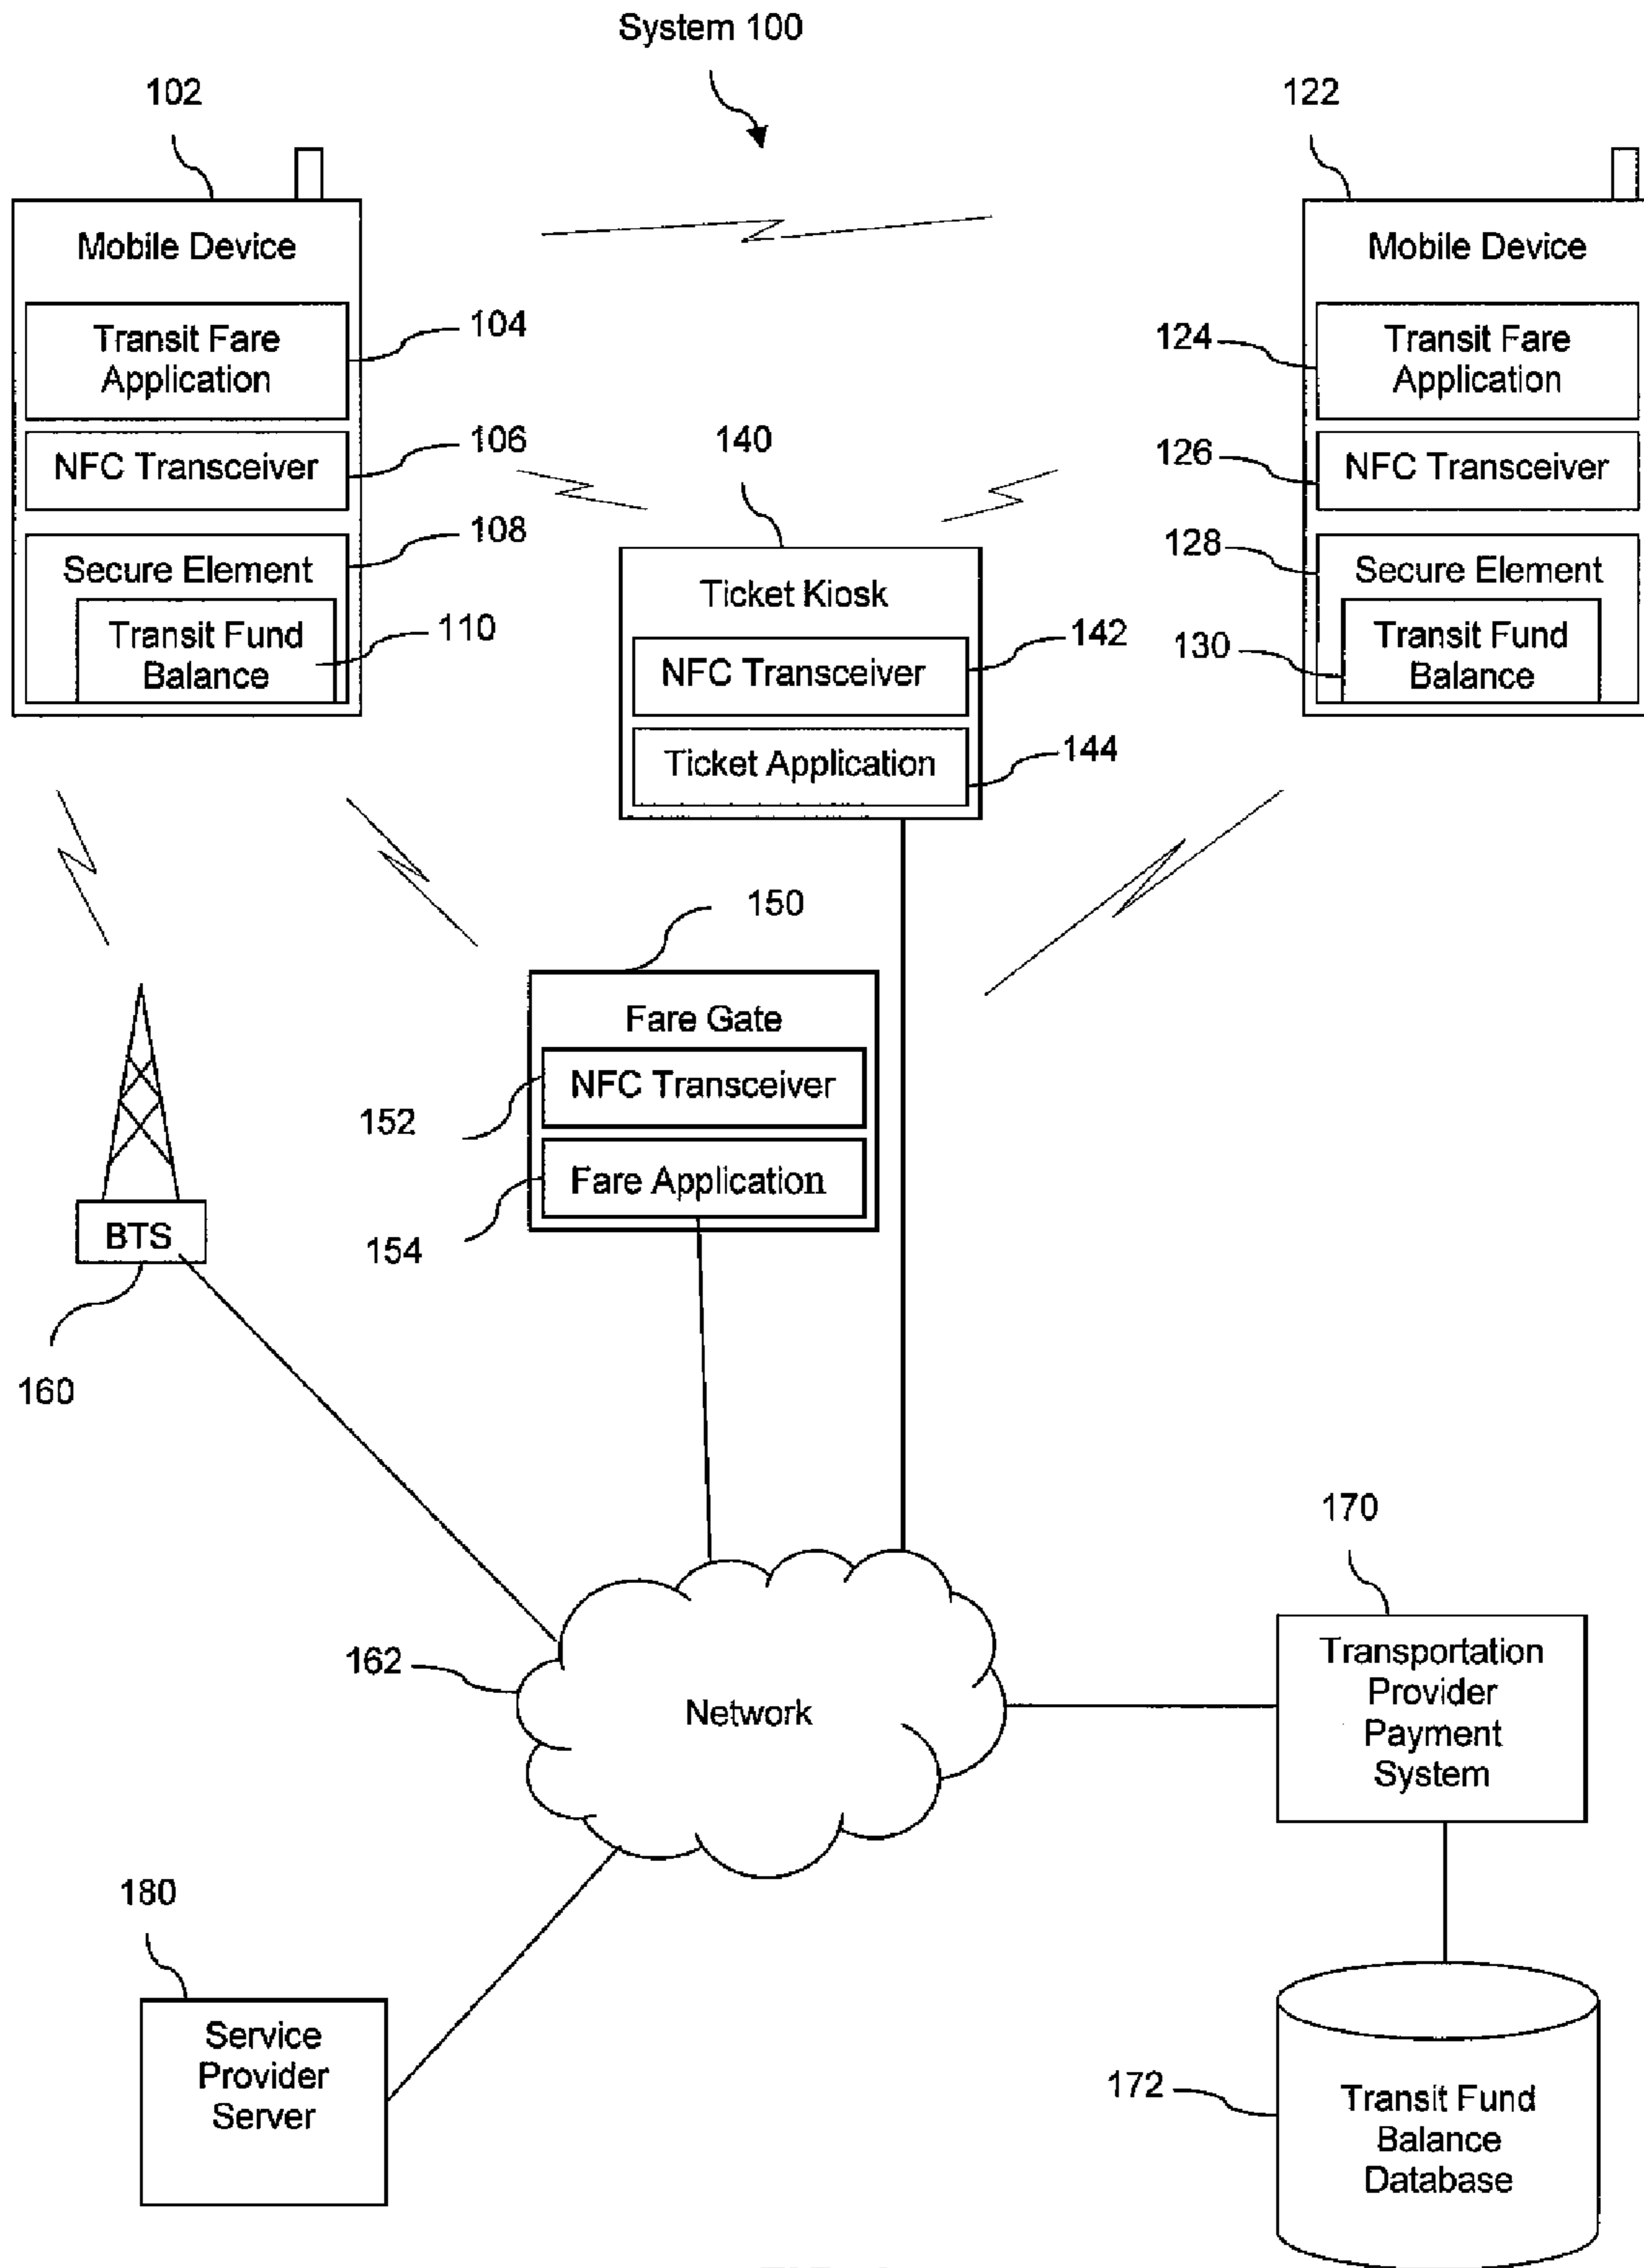 System 100
102
122
Mobile Device
Transit Fare
Application
104
NFC Transceiver
106
Secure Element
108
Transit Fund
Balance
110
Mobile Device
124
Transit Fare
Application
126
NFC Transceiver
128
Secure Element
130
Transit Fund
Balance
140
Ticket Kiosk
NFC Transceiver
142
Ticket Application
144
150
Fare Gate
NFC Transceiver
152
Fare Application
154
BTS
160
162
Network
170
Transportation
Provider
Payment
System
180
Service
Provider
Server
172
Transit Fund
Balance
Database